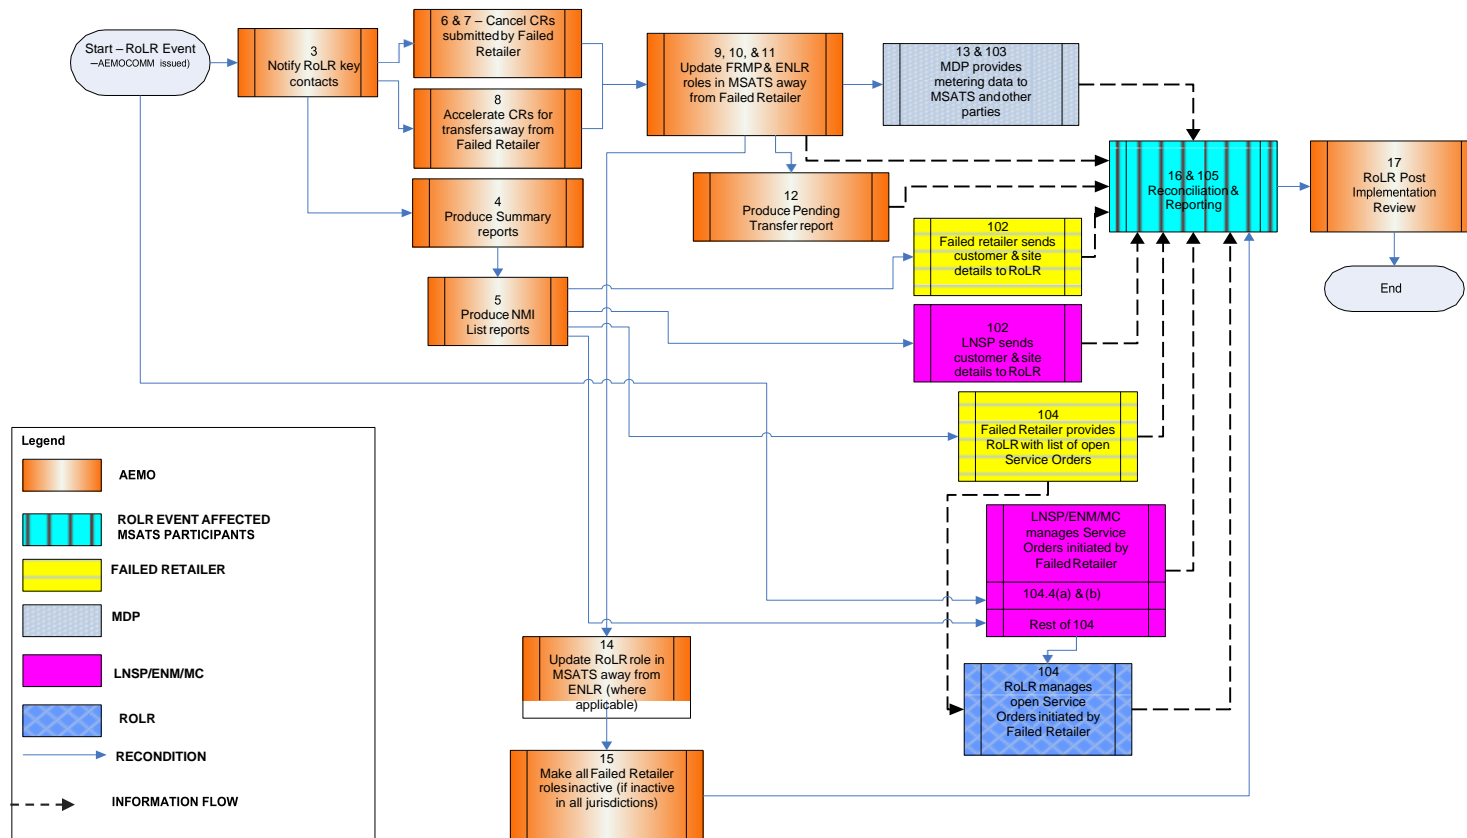 Start – RoLR Event
–AEMOCOMM issued)
3
Notify RoLR key
contacts
6 & 7 – Cancel CRs
submitted by Failed
Retailer
8
Accelerate CRs for
transfers away from
Failed Retailer
4
Produce Summary
reports
5
Produce NMI
List reports
9, 10, & 11
Update FRMP & ENLR
roles in MSATS away
from Failed Retailer
12
Produce Pending
Transfer report
13 & 103
MDP provides
metering data to
MSATS and other
parties
102
Failed retailer sends
customer & site
details to RoLR
102
LNSP sends
customer & site
details to RoLR
104
Failed Retailer provides
RoLR with list of open
Service Orders
LNSP/ENM/MC
manages Service
Orders initiated by
Failed Retailer
104.4(a) & (b)
Rest of 104
104
RoLR manages
open Service
Orders initiated by
Failed Retailer
14
Update RoLR role in
MSATS away from
ENLR (where
applicable)
15
Make all Failed Retailer
roles inactive (if inactive
in all jurisdictions)
16 & 105
Reconciliation &
Reporting
17
RoLR Post
Implementation
Review
End
Legend
AEMO
ROLR EVENT AFFECTED
MSATS PARTICIPANTS
FAILED RETAILER
MDP
LNSP/ENM/MC
ROLR
RECONDITION
INFORMATION FLOW